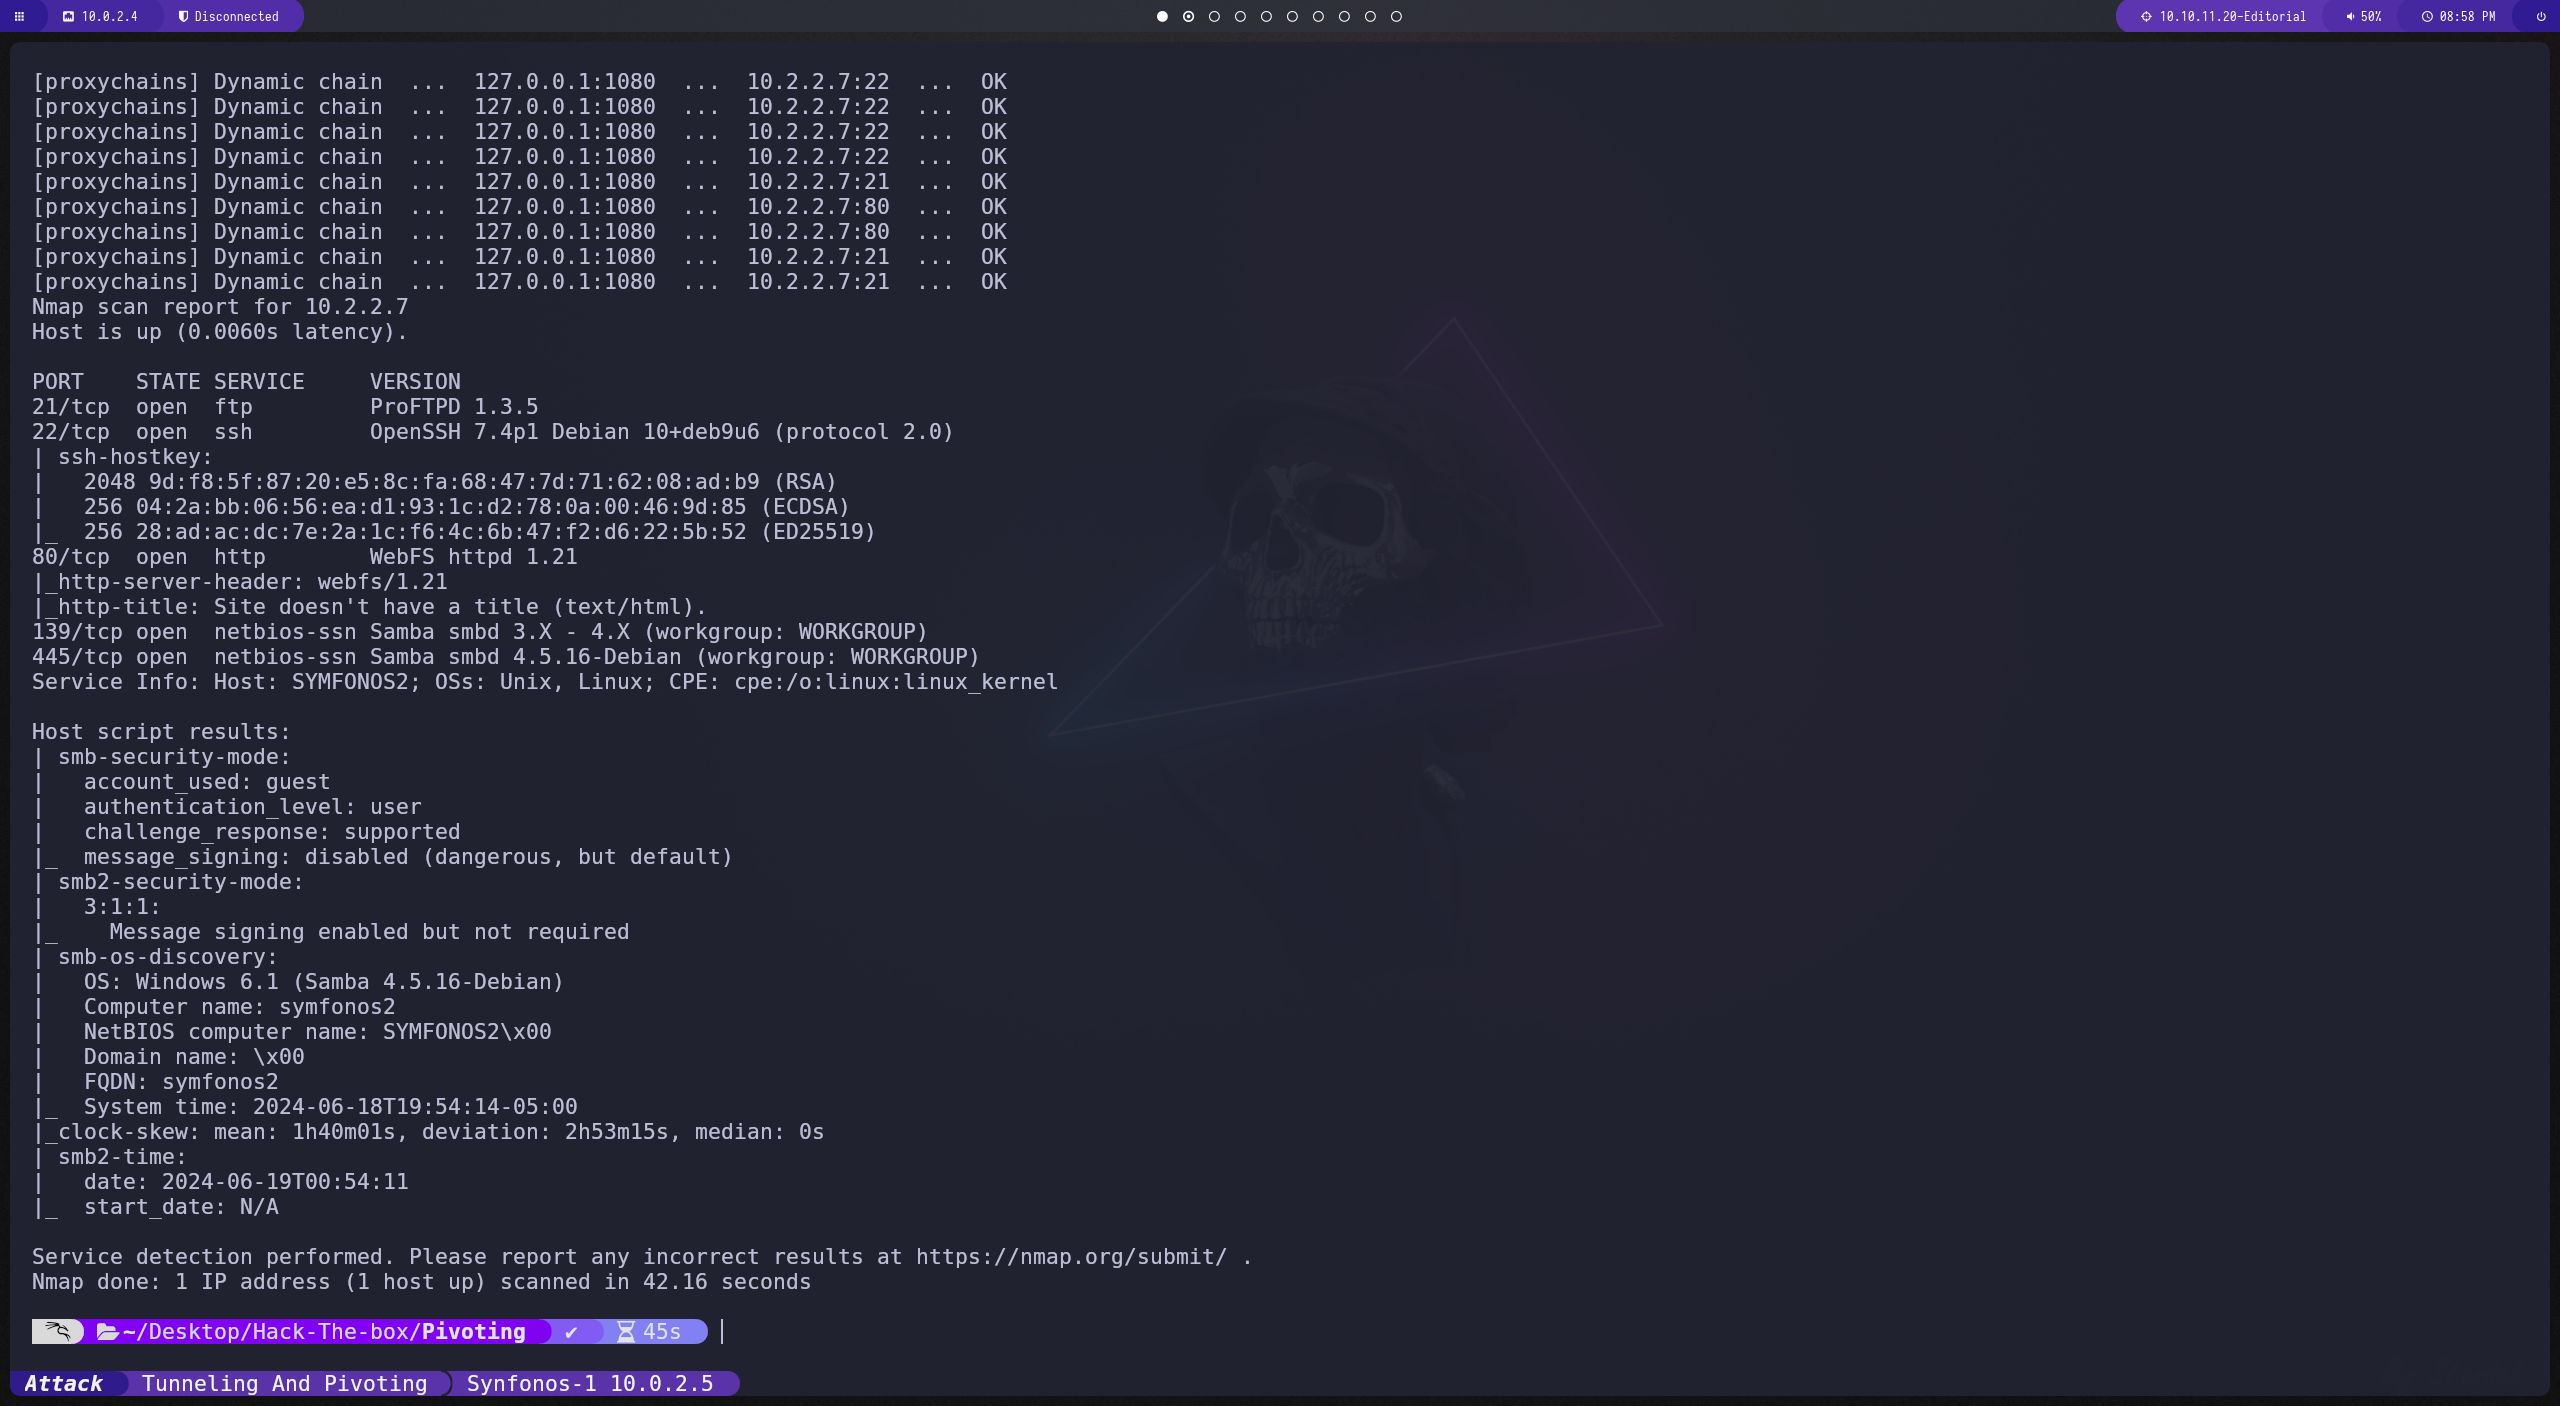 10.0.2.4 Disconnected 10.10.11.20-Editorial 50% 08:58 PM
[proxychains] Dynamic chain  ...  127.0.0.1:1080  ...  10.2.2.7:22  ...  OK
[proxychains] Dynamic chain  ...  127.0.0.1:1080  ...  10.2.2.7:22  ...  OK
[proxychains] Dynamic chain  ...  127.0.0.1:1080  ...  10.2.2.7:22  ...  OK
[proxychains] Dynamic chain  ...  127.0.0.1:1080  ...  10.2.2.7:22  ...  OK
[proxychains] Dynamic chain  ...  127.0.0.1:1080  ...  10.2.2.7:21  ...  OK
[proxychains] Dynamic chain  ...  127.0.0.1:1080  ...  10.2.2.7:80  ...  OK
[proxychains] Dynamic chain  ...  127.0.0.1:1080  ...  10.2.2.7:80  ...  OK
[proxychains] Dynamic chain  ...  127.0.0.1:1080  ...  10.2.2.7:21  ...  OK
[proxychains] Dynamic chain  ...  127.0.0.1:1080  ...  10.2.2.7:21  ...  OK
Nmap scan report for 10.2.2.7
Host is up (0.0060s latency).

PORT    STATE SERVICE     VERSION
21/tcp  open  ftp         ProFTPD 1.3.5
22/tcp  open  ssh         OpenSSH 7.4p1 Debian 10+deb9u6 (protocol 2.0)
| ssh-hostkey:
|   2048 9d:f8:5f:87:20:e5:8c:fa:68:47:7d:71:62:08:ad:b9 (RSA)
|   256 04:2a:bb:06:56:ea:d1:93:1c:d2:78:0a:00:46:9d:85 (ECDSA)
|_  256 28:ad:ac:dc:7e:2a:1c:f6:4c:6b:47:f2:d6:22:5b:52 (ED25519)
80/tcp  open  http        WebFS httpd 1.21
|_http-server-header: webfs/1.21
|_http-title: Site doesn't have a title (text/html).
139/tcp open  netbios-ssn Samba smbd 3.X - 4.X (workgroup: WORKGROUP)
445/tcp open  netbios-ssn Samba smbd 4.5.16-Debian (workgroup: WORKGROUP)
Service Info: Host: SYMFONOS2; OSs: Unix, Linux; CPE: cpe:/o:linux:linux_kernel

Host script results:
| smb-security-mode:
|   account_used: guest
|   authentication_level: user
|   challenge_response: supported
|_  message_signing: disabled (dangerous, but default)
| smb2-security-mode:
|   3:1:1:
|_    Message signing enabled but not required
| smb-os-discovery:
|   OS: Windows 6.1 (Samba 4.5.16-Debian)
|   Computer name: symfonos2
|   NetBIOS computer name: SYMFONOS2\x00
|   Domain name: \x00
|   FQDN: symfonos2
|_  System time: 2024-06-18T19:54:14-05:00
|_clock-skew: mean: 1h40m01s, deviation: 2h53m15s, median: 0s
| smb2-time:
|   date: 2024-06-19T00:54:11
|_  start_date: N/A

Service detection performed. Please report any incorrect results at https://nmap.org/submit/ .
Nmap done: 1 IP address (1 host up) scanned in 42.16 seconds

~/Desktop/Hack-The-box/Pivoting ✔ 45s
Attack Tunneling And Pivoting Synfonos-1 10.0.2.5